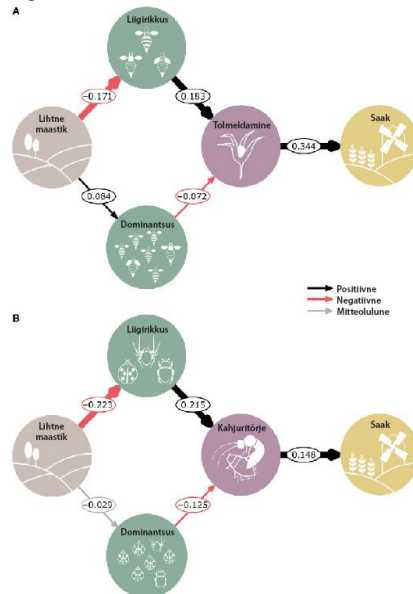 A
Liigirikkus
−0.171
0.183
Lihtne
maastik
Tolmeldamine
Saak
0.344
0.084
−0.072
Dominantsus
Positiivne
Negatiivne
Mitteolulune
B
Liigirikkus
−0.223
0.215
Lihtne
maastik
Kahjuritõrje
Saak
0.148
−0.029
−0.125
Dominantsus